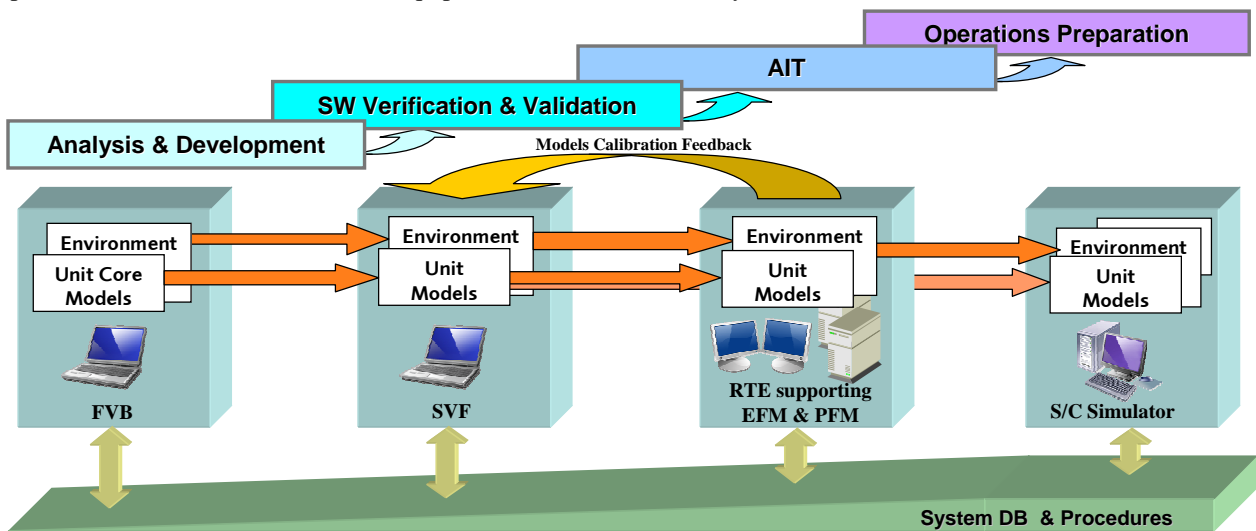 Operations Preparation
AIT
SW Verification & Validation
Analysis & Development
Models Calibration Feedback
Environment
Unit Core
Models
FVB
Environment
Unit
Models
SVF
Environment
Unit
Models
RTE supporting
EFM & PFM
Environment
Unit
Models
S/C Simulator
System DB & Procedures